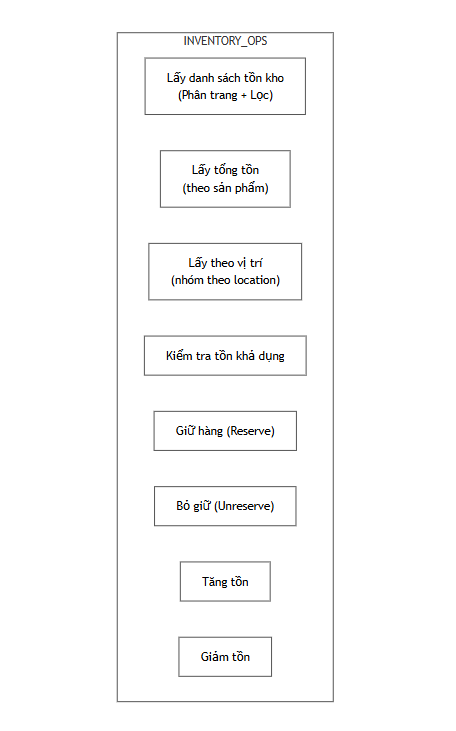 INVENTORY_OPS
Lấy danh sách tồn kho
(Phân trang + Lọc)
Lấy tổng tồn
(theo sản phẩm)
Lấy theo vị trí
(nhóm theo location)
Kiểm tra tồn khả dụng
Giữ hàng (Reserve)
Bỏ giữ (Unreserve)
Tăng tồn
Giảm tồn